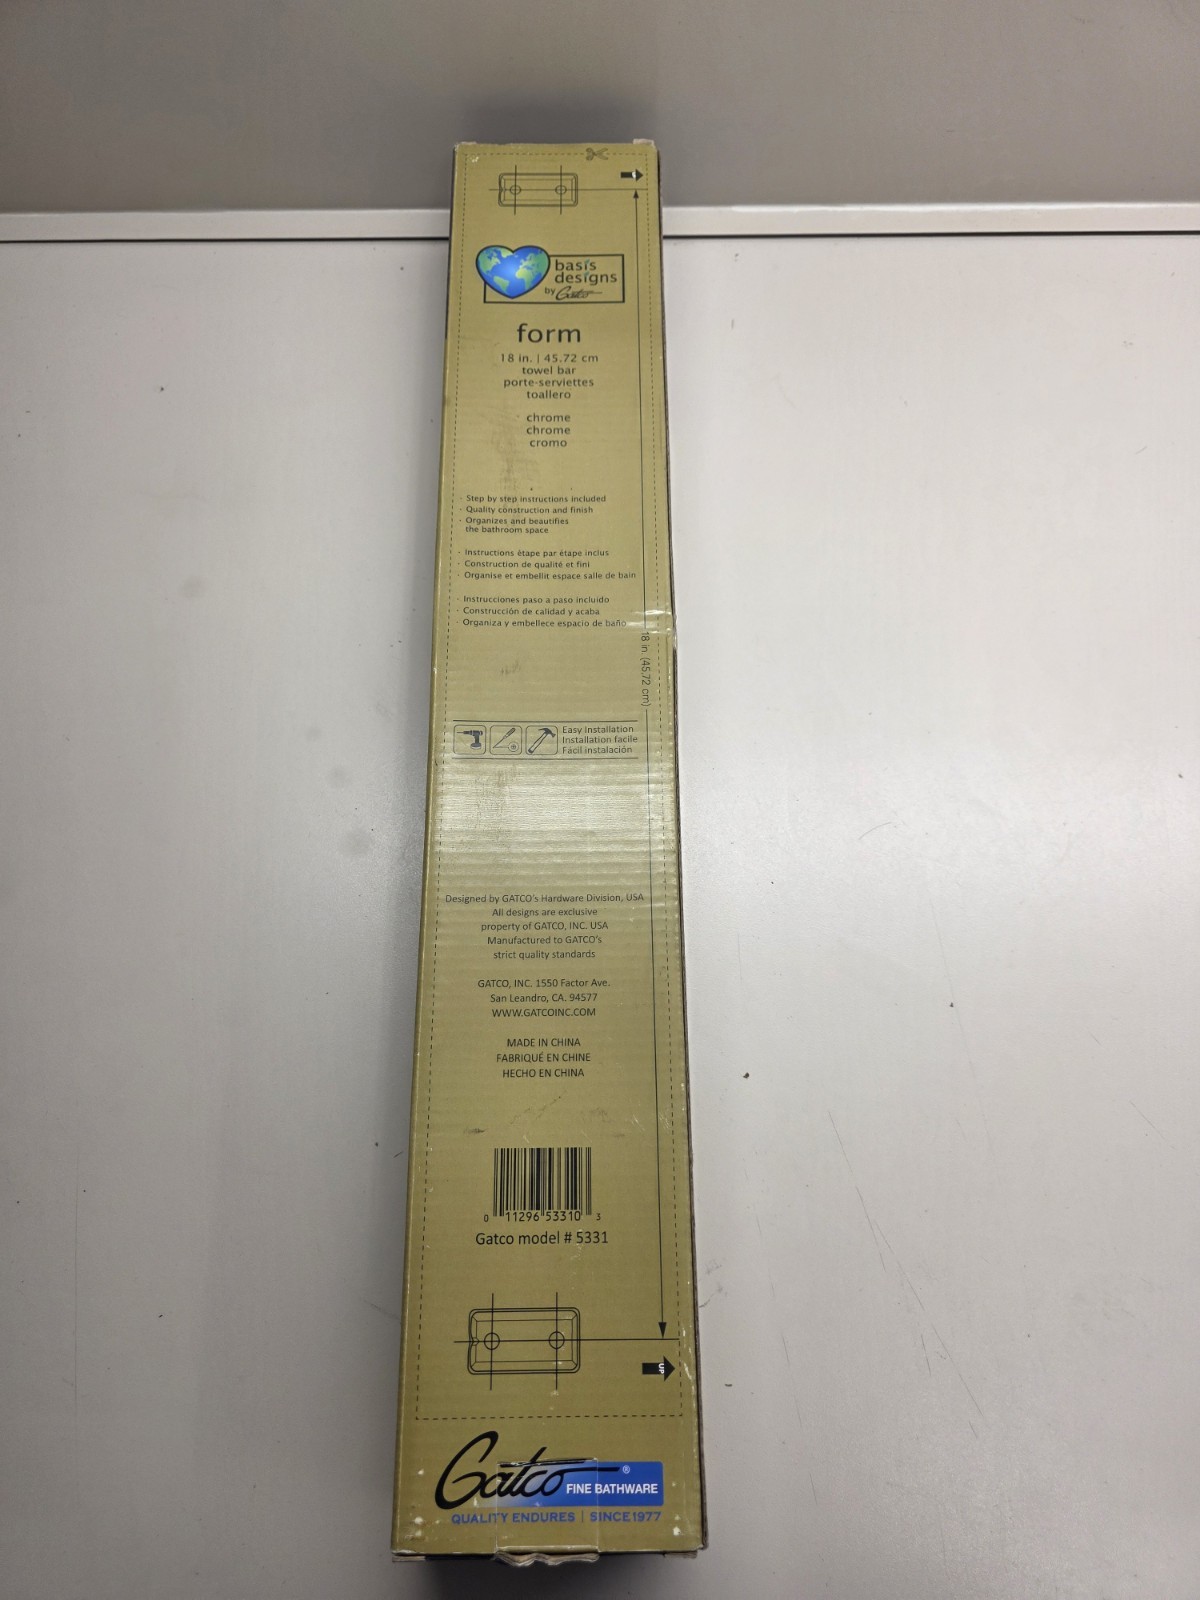 basis
designs
by Gatco
form
18 in. | 45.72 cm
towel bar
porte-serviettes
toallero
chrome
chrome
cromo
· Step by step instructions included
· Quality construction and finish
· Organizes and beautifies
the bathroom space
· Instructions étape par étape inclus
· Construction de qualité et fini
· Organise et embellit espace salle de bain
· Instrucciones paso a paso incluido
· Construcción de calidad y acaba
· Organiza y embellece espacio de baño
18 in (45.72 cm)
Easy Installation
Installation facile
Fácil instalación
Designed by GATCO's Hardware Division, USA
All designs are exclusive
property of GATCO, INC. USA
Manufactured to GATCO's
strict quality standards
GATCO, INC. 1550 Factor Ave.
San Leandro, CA. 94577
WWW.GATCOINC.COM
MADE IN CHINA
FABRIQUÉ EN CHINE
HECHO EN CHINA
0 11296 53310 3
Gatco model # 5331
UP
Gatco® FINE BATHWARE
QUALITY ENDURES | SINCE 1977